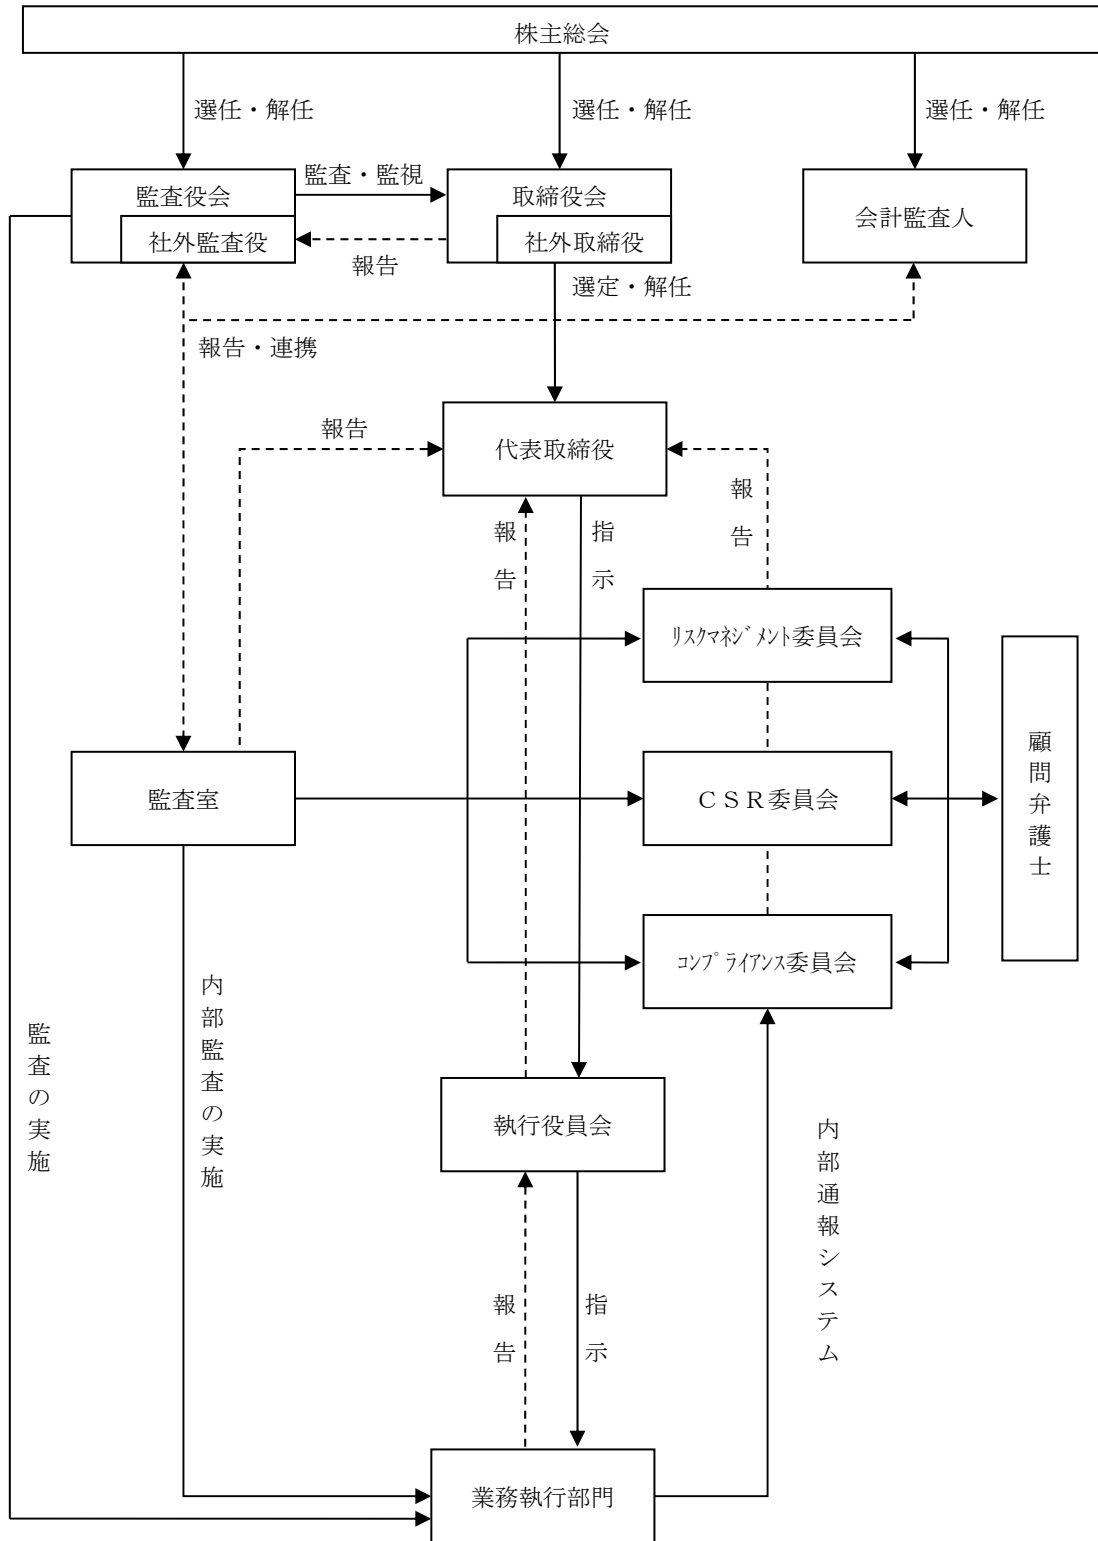 株主総会
選任・解任
選任・解任
選任・解任
監査役会
監査・監視
取締役会
会計監査人
社外監査役
社外取締役
報告
選定・解任
報告・連携
報告
代表取締役
報告
報告
指示
リスクマネジメント委員会
顧問弁護士
監査室
CSR委員会
コンプライアンス委員会
監査の実施
内部監査の実施
執行役員会
内部通報システム
報告
指示
業務執行部門